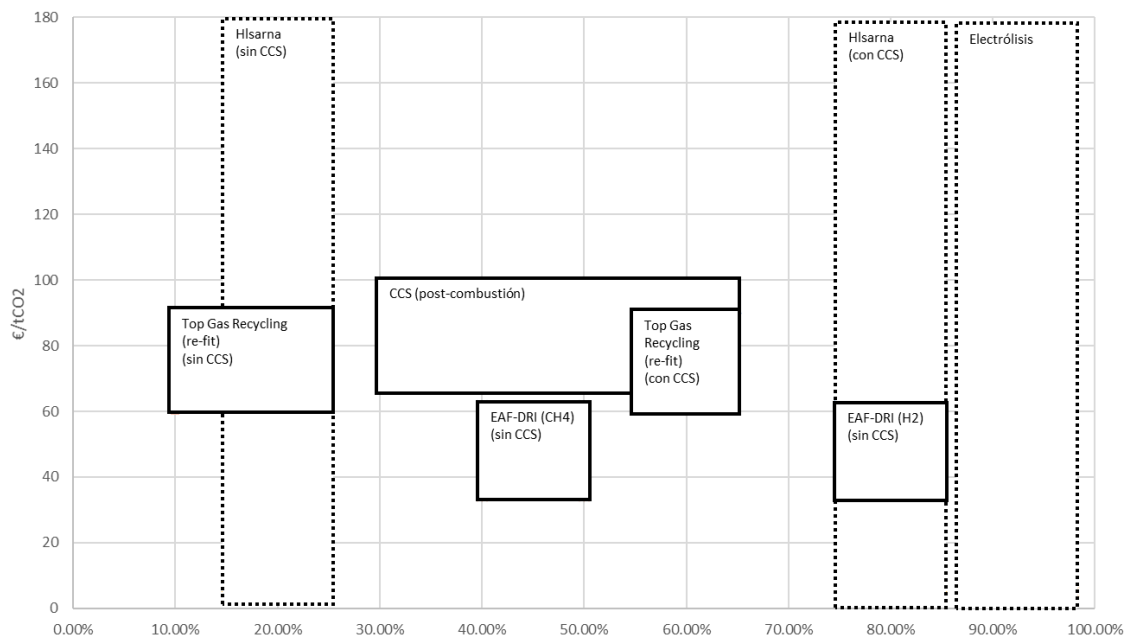 180
160
140
120
100
80
60
40
20
0
€/tCO2
HIsarna
(sin CCS)
HIsarna
(con CCS)
Electrólisis
CCS (post-combustión)
Top Gas Recycling
(re-fit)
(sin CCS)
Top Gas
Recycling
(re-fit)
(con CCS)
EAF-DRI (CH4)
(sin CCS)
EAF-DRI (H2)
(sin CCS)
0.00%
10.00%
20.00%
30.00%
40.00%
50.00%
60.00%
70.00%
80.00%
90.00%
100.00%